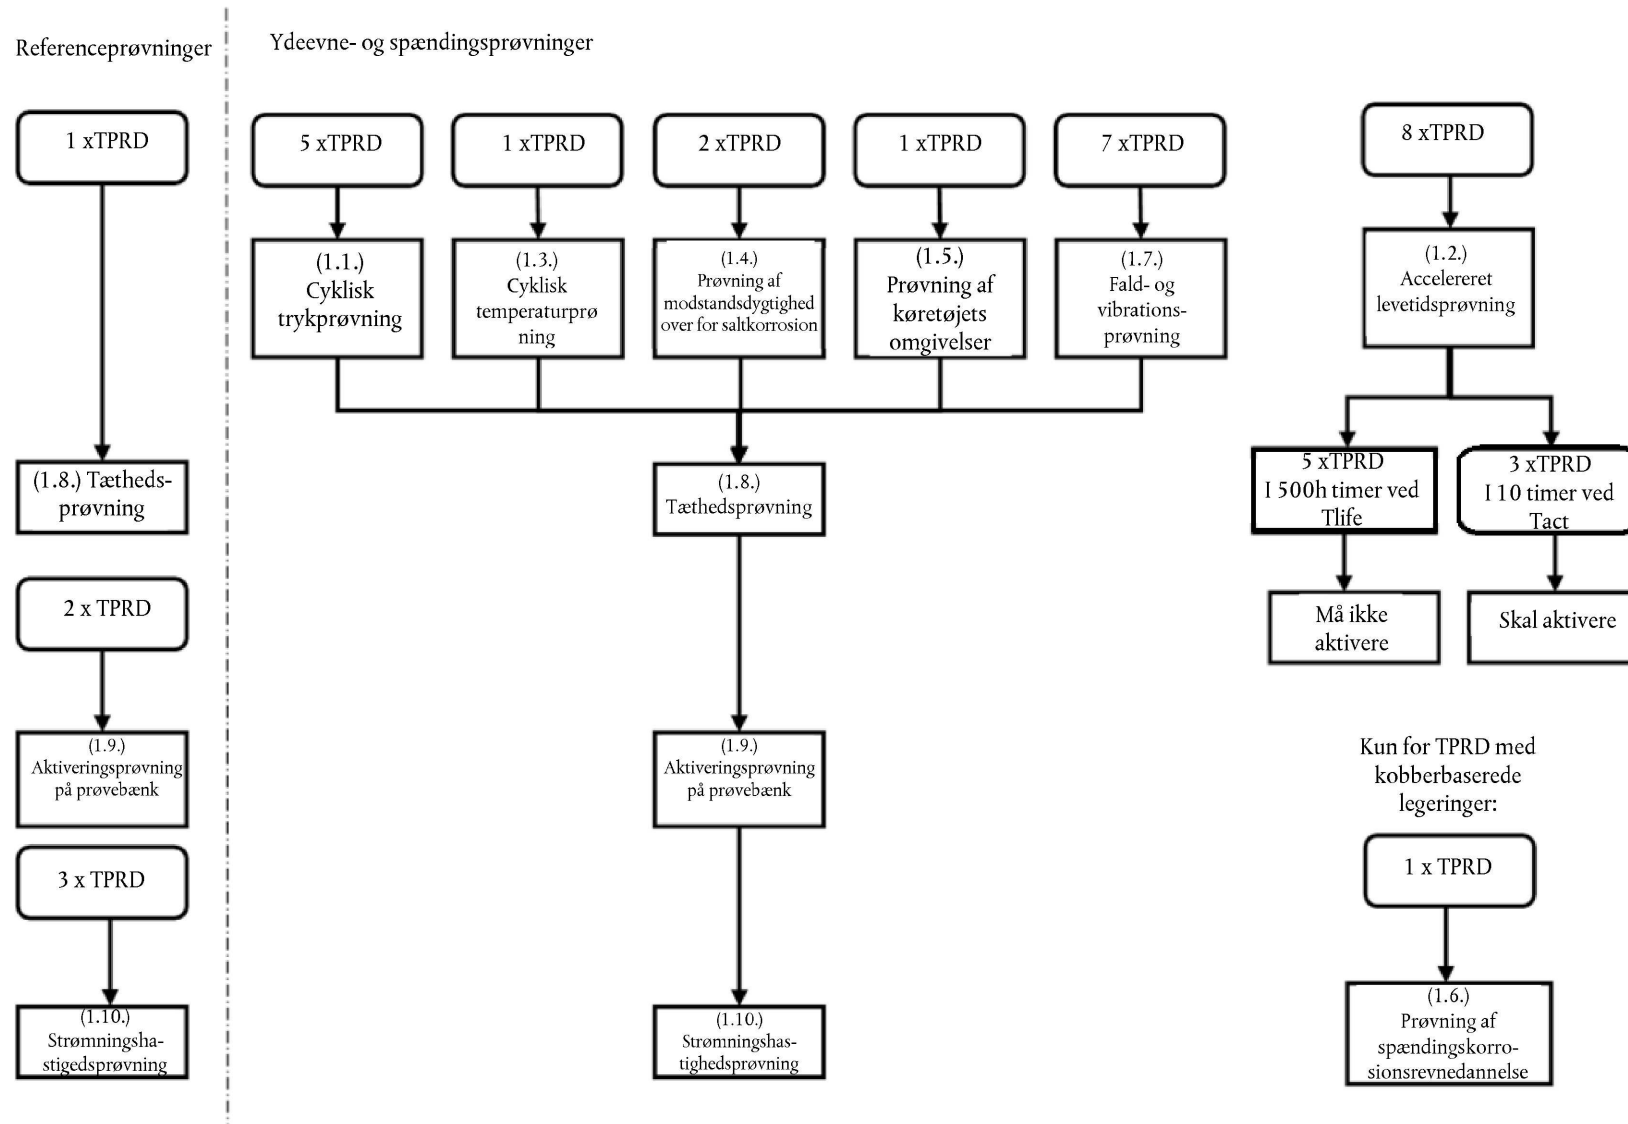 Referenceprøvninger
Ydeevne- og spændingsprøvninger
1 xTPRD
(1.8.) Tætheds-
prøvning
2 x TPRD
(1.9.)
Aktiveringsprøvning
på prøvebænk
3 x TPRD
(1.10.)
Strømningsha-
stigedsprøvning
5 xTPRD
1 xTPRD
2 xTPRD
1 xTPRD
7 xTPRD
(1.1.)
Cyklisk
trykprøvning
(1.3.)
Cyklisk
temperaturprø
ning
(1.4.)
Prøvning af
modstandsdygtighed
over for saltkorrosion
(1.5.)
Prøvning af
køretøjets
omgivelser
(1.7.)
Fald- og
vibrations-
prøvning
(1.8.)
Tæthedsprøvning
(1.9.)
Aktiveringsprøvning
på prøvebænk
(1.10.)
Strømningshas-
tighedsprøvning
8 xTPRD
(1.2.)
Accelereret
levetidsprøvning
5 xTPRD
I 500h timer ved
Tlife
3 xTPRD
I 10 timer ved
Tact
Må ikke
aktivere
Skal aktivere
Kun for TPRD med
kobberbaserede
legeringer:
1 x TPRD
(1.6.)
Prøvning af
spændingskorro-
sionsrevnedannelse